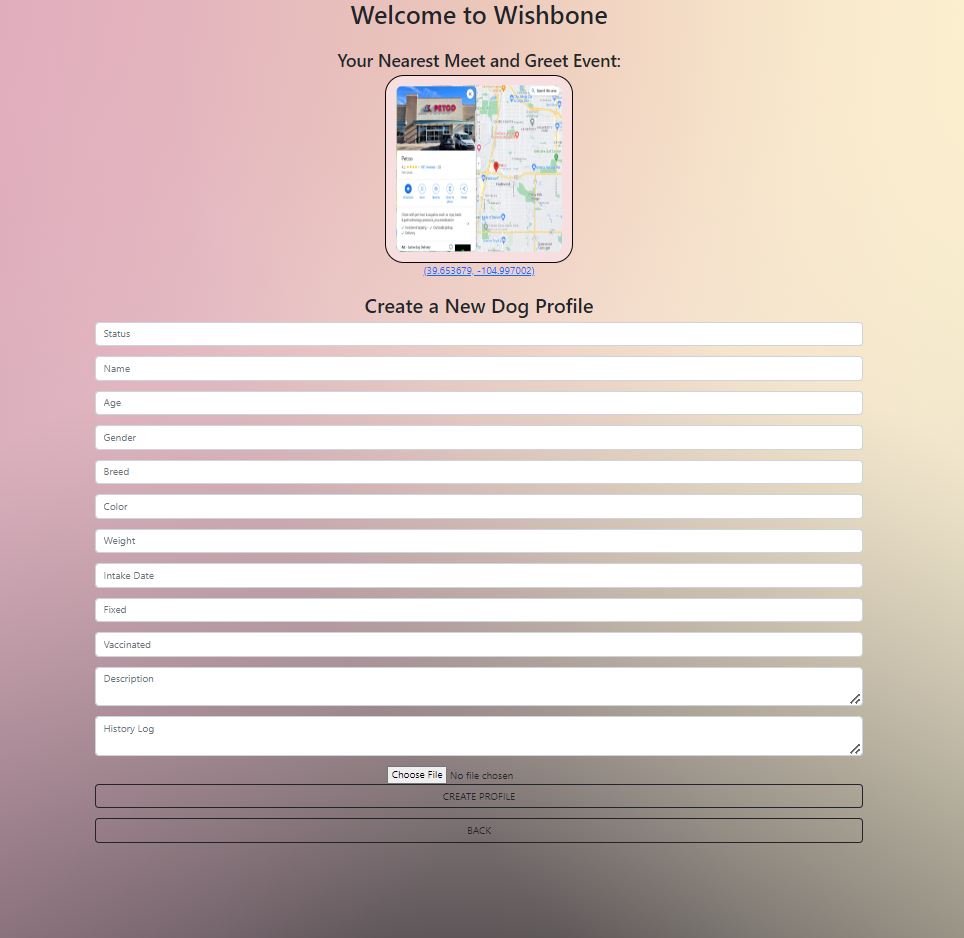 Welcome to Wishbone
Your Nearest Meet and Greet Event:
PETCO
Petco
(39.653679, -104.997002)
Create a New Dog Profile
Status
Name
Age
Gender
Breed
Color
Weight
Intake Date
Fixed
Vaccinated
Description
History Log
Choose File No file chosen
CREATE PROFILE
BACK